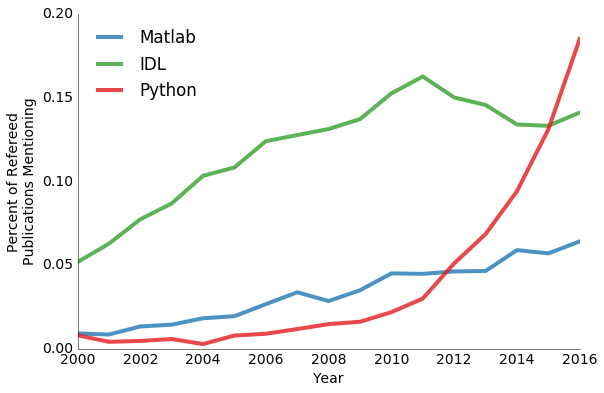 0.20
Matlab
IDL
Python
0.15
0.10
0.05
0.00
Percent of Refereed
Publications Mentioning
2000 2002 2004 2006 2008 2010 2012 2014 2016
Year